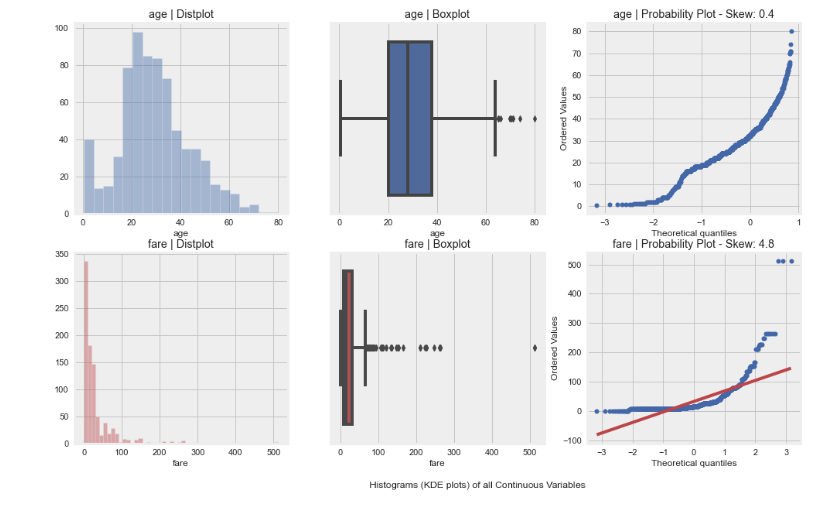 age | Distplot
age | Boxplot
age | Probability Plot - Skew: 0.4
100
80
60
40
20
0
0 20 40 60 80
age
0 20 40 60 80
age
Ordered Values
80
70
60
50
40
30
20
10
0
−3 −2 −1 0 1
Theoretical quantiles
fare | Distplot
fare | Boxplot
fare | Probability Plot - Skew: 4.8
350
300
250
200
150
100
50
0
0 100 200 300 400 500
fare
0 100 200 300 400 500
fare
Ordered Values
500
400
300
200
100
0
−100
−3 −2 −1 0 1 2 3
Theoretical quantiles
Histograms (KDE plots) of all Continuous Variables